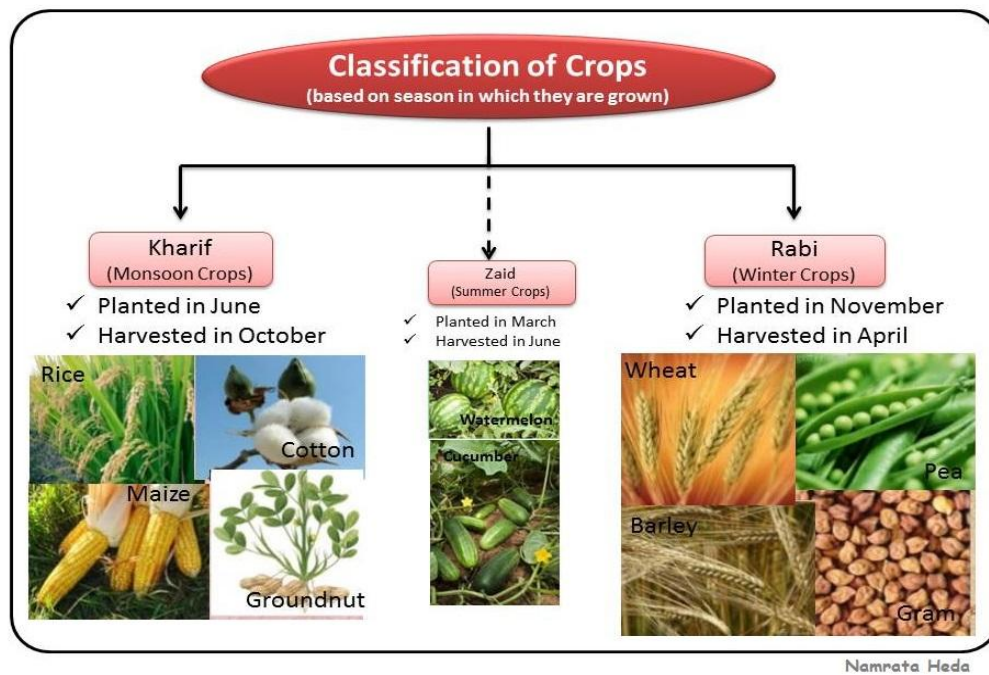 Classification of Crops
(based on season in which they are grown)
Kharif
(Monsoon Crops)
✓ Planted in June
✓ Harvested in October
Rice
Cotton
Maize
Groundnut
Zaid
(Summer Crops)
✓ Planted in March
✓ Harvested in June
Watermelon
Cucumber
Rabi
(Winter Crops)
✓ Planted in November
✓ Harvested in April
Wheat
Pea
Barley
Gram
Namrata Heda